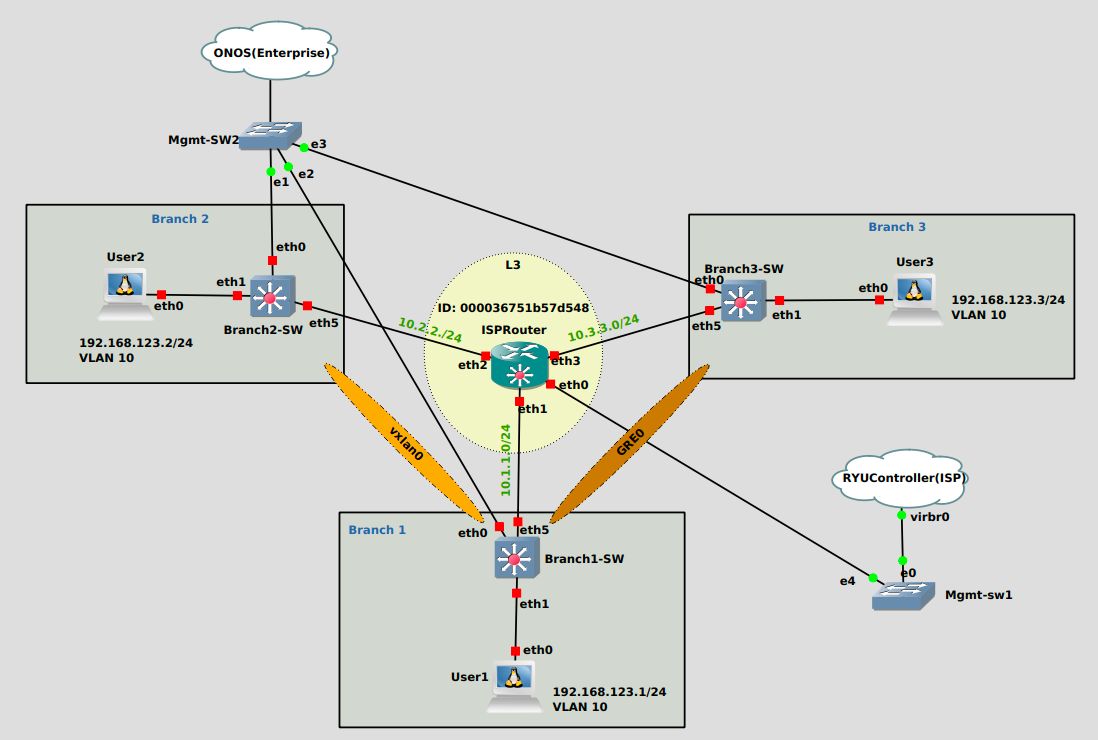 ONOS(Enterprise)
Mgmt-SW2
e3
e1
e2
Branch 2
eth0
User2
eth1
eth0
Branch2-SW
eth5
192.168.123.2/24
VLAN 10
10.2.2./24
L3
ID: 000036751b57d548
ISPRouter
eth2
eth3
eth0
eth1
10.3.3.0/24
10.1.1.0/24
Branch 3
Branch3-SW
eth0
eth5
eth1
User3
eth0
192.168.123.3/24
VLAN 10
vxlan0
GRE0
Branch 1
eth0
eth5
Branch1-SW
eth1
eth0
User1
192.168.123.1/24
VLAN 10
RYUController(ISP)
virbr0
e0
e4
Mgmt-sw1